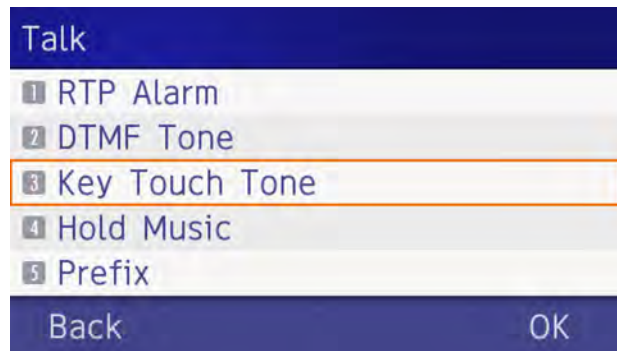 Talk
1 RTP Alarm
2 DTMF Tone
3 Key Touch Tone
4 Hold Music
5 Prefix
Back OK